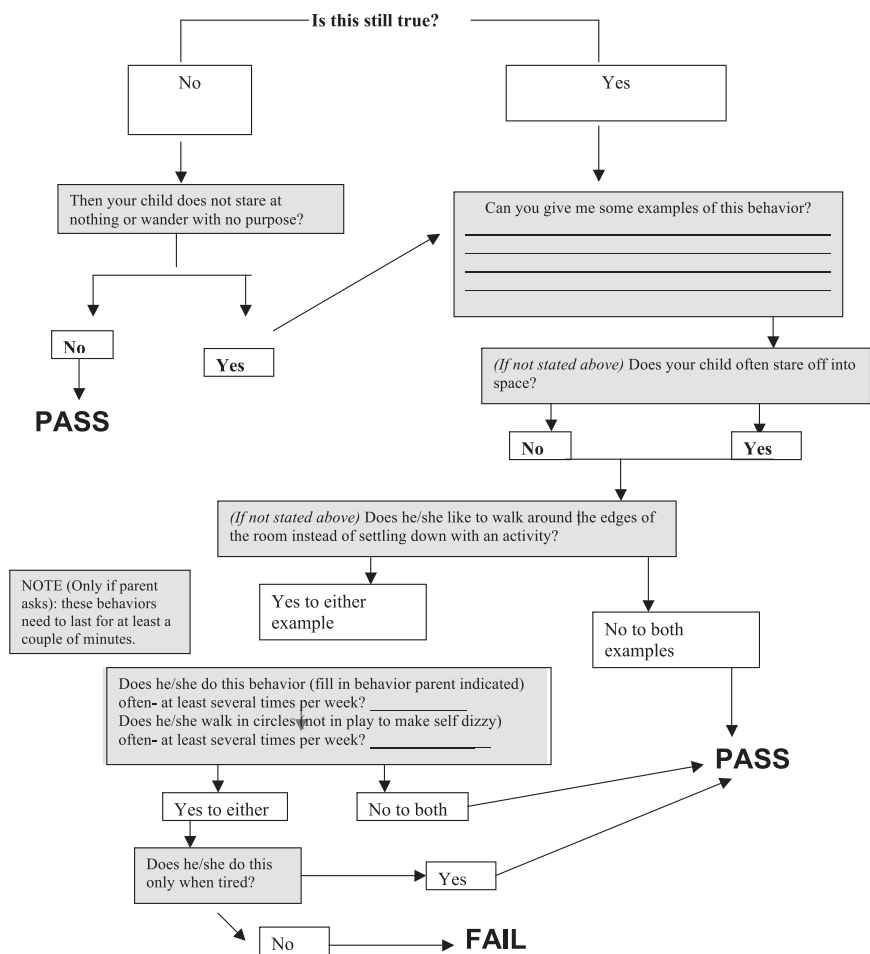 Is this still true?
No
Yes
Then your child does not stare at
nothing or wander with no purpose?
Can you give me some examples of this behavior?
No
Yes
PASS
(If not stated above) Does your child often stare off into
space?
No
Yes
(If not stated above) Does he/she like to walk around the edges of
the room instead of settling down with an activity?
NOTE (Only if parent
asks): these behaviors
need to last for at least a
couple of minutes.
Yes to either
example
No to both
examples
Does he/she do this behavior (fill in behavior parent indicated)
often- at least several times per week?
Does he/she walk in circles (not in play to make self dizzy)
often- at least several times per week?
PASS
Yes to either
No to both
Does he/she do this
only when tired?
Yes
No
FAIL